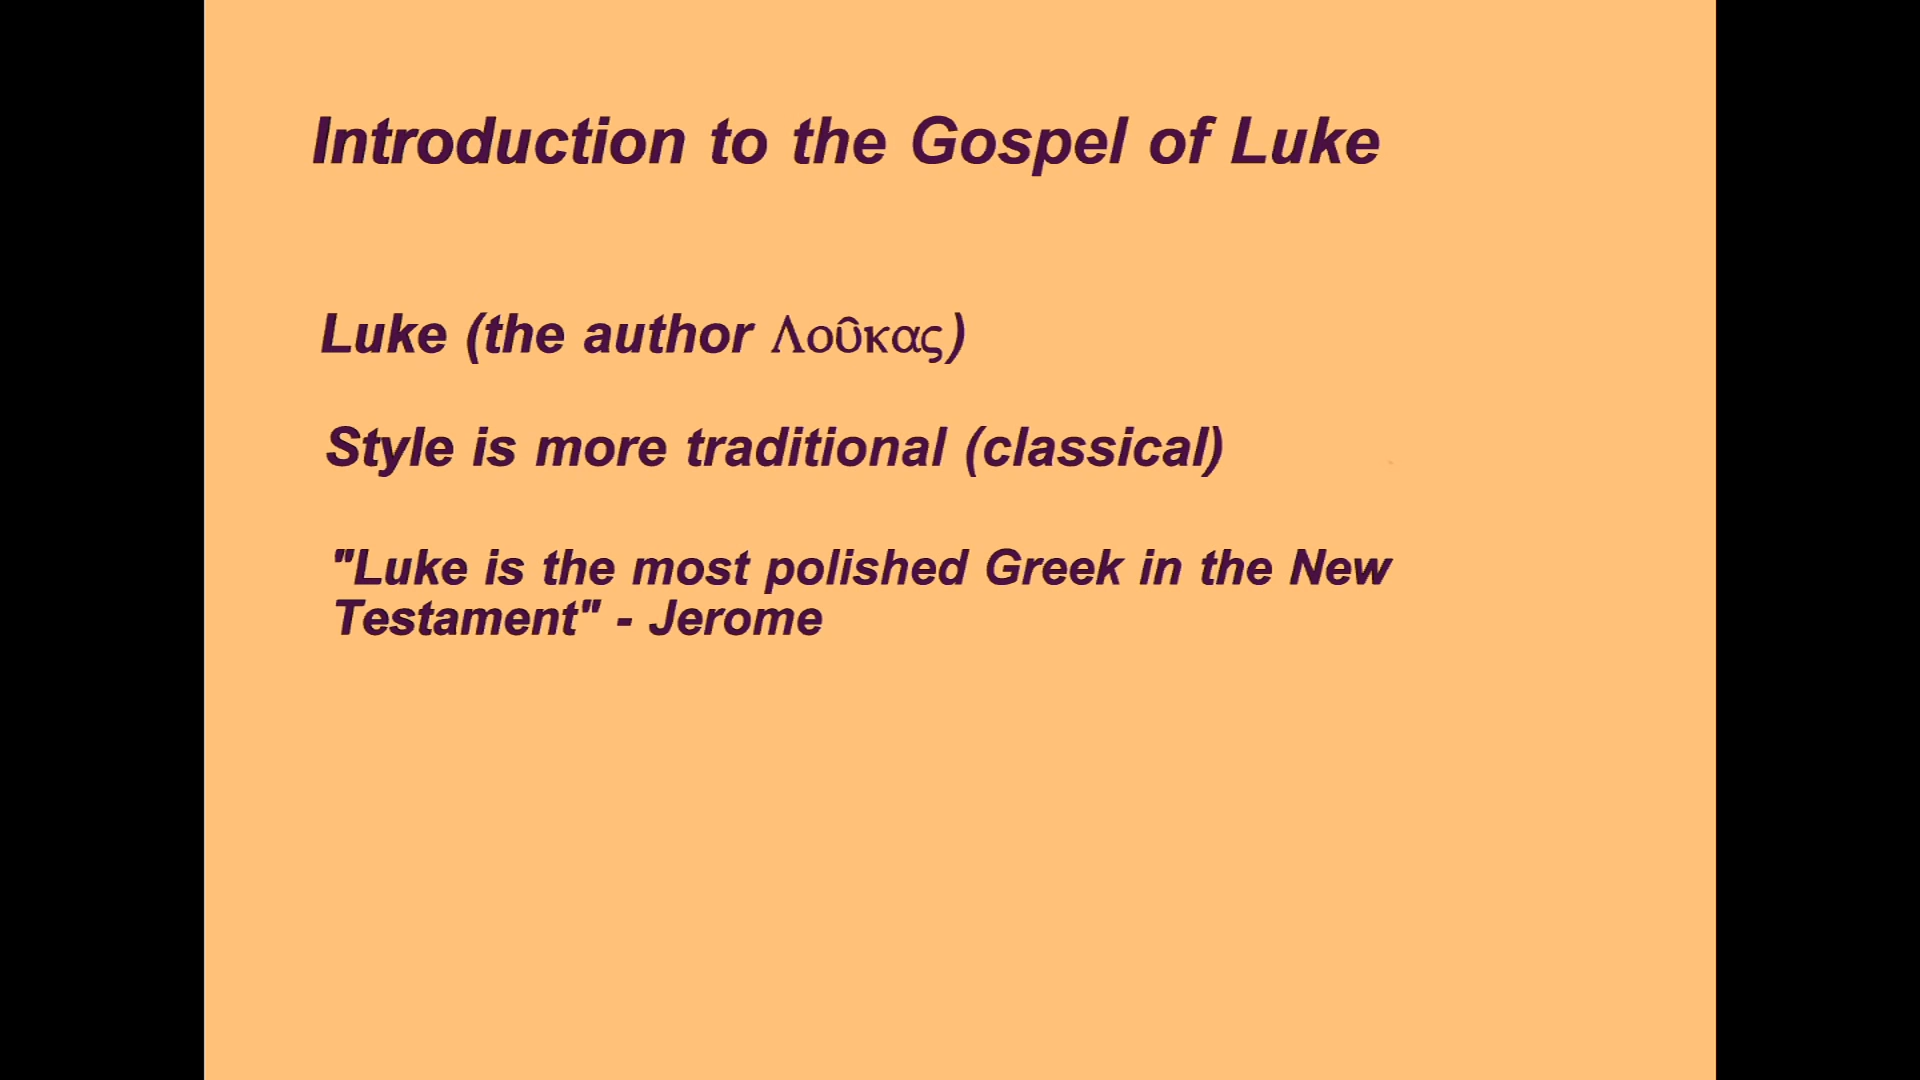 Introduction to the Gospel of Luke
Luke (the author Λοῦκας)
Style is more traditional (classical)
"Luke is the most polished Greek in the New
Testament" - Jerome